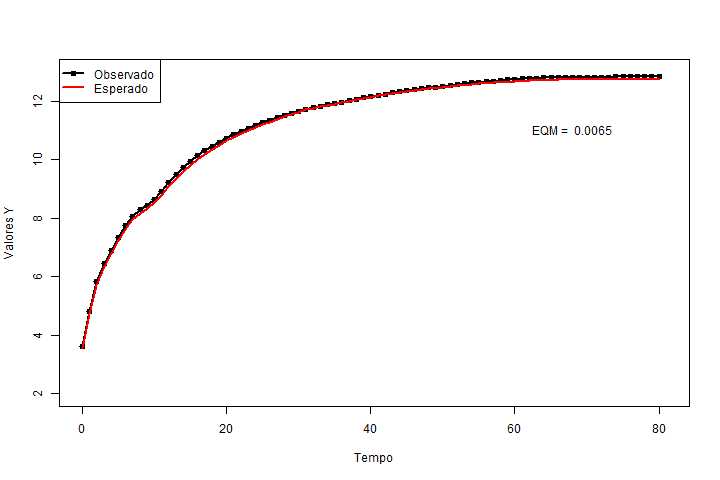 Observado
Esperado
EQM = 0.0065
Valores Y
2
4
6
8
10
12
0
20
40
60
80
Tempo